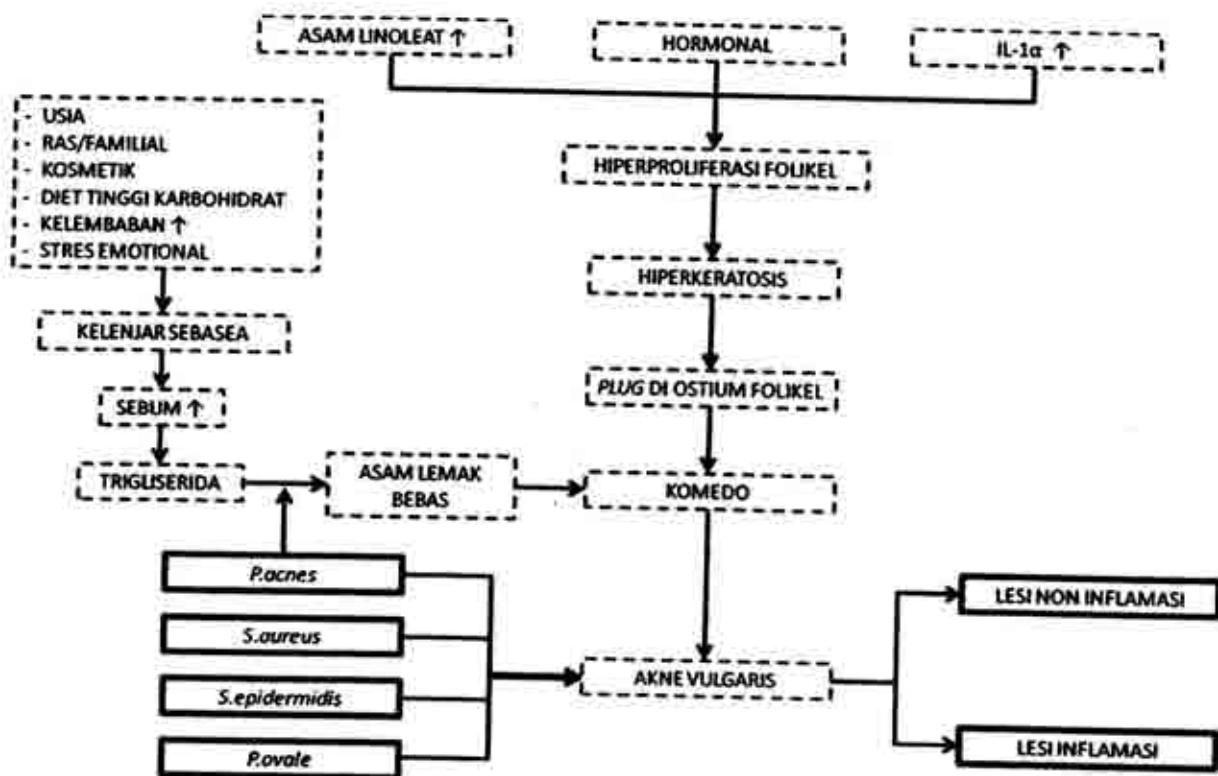 ASAM LINOLEAT ↑
HORMONAL
IL-1α ↑
- USIA
- RAS/FAMILIAL
- KOSMETIK
- DIET TINGGI KARBOHIDRAT
- KELEMBABAN ↑
- STRES EMOTIONAL
HIPERPROLIFERASI FOLIKEL
HIPERKERATOSIS
KELENJAR SEBASEA
PLUG DI OSTIUM FOLIKEL
SEBUM ↑
TRIGLISERIDA
ASAM LEMAK
BEBAS
KOMEDO
P.acnes
S.aureus
S.epidermidis
P.ovale
AKNE VULGARIS
LESI NON INFLAMASI
LESI INFLAMASI